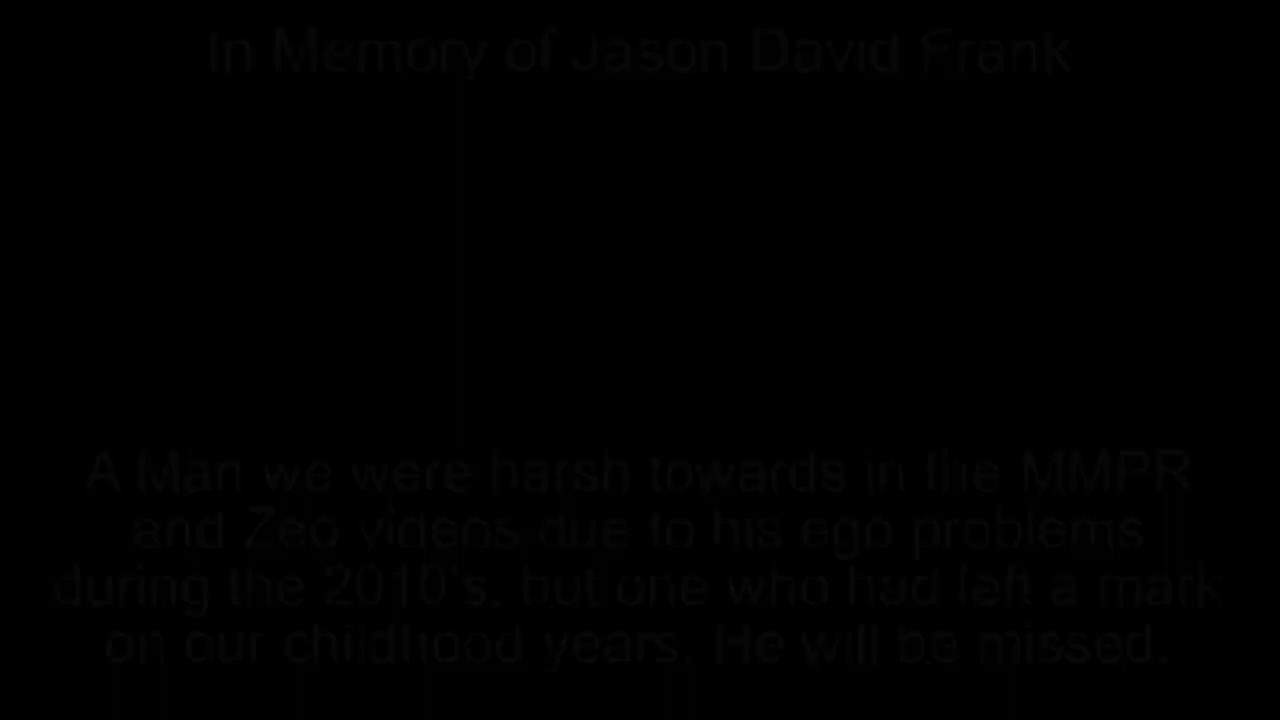 In Memory of Jason David Frank
A Man we were harsh towards in the MMPR
and Zeo videos due to his ego problems
during the 2010's, but one who had left a mark
on our childhood years. He will be missed.